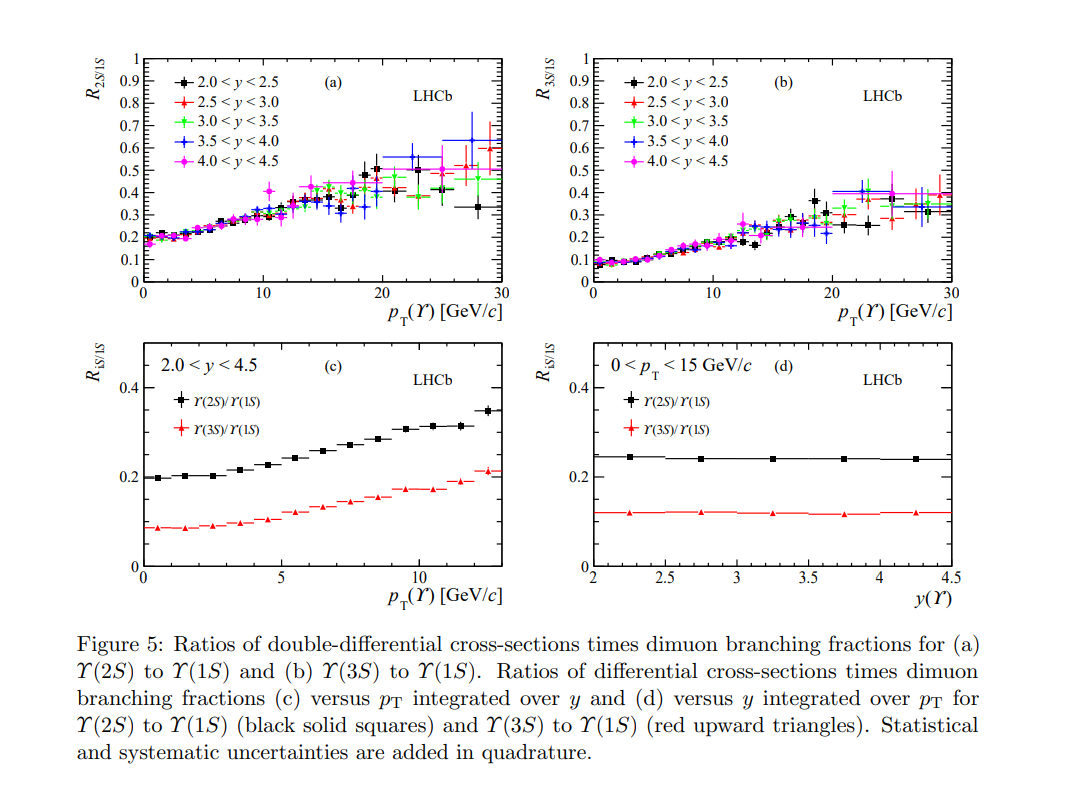 R2S/1S
1
0.9
0.8
0.7
0.6
0.5
0.4
0.3
0.2
0.1
0
2.0 < y < 2.5
2.5 < y < 3.0
3.0 < y < 3.5
3.5 < y < 4.0
4.0 < y < 4.5
(a)
LHCb
0 10 20 30
pT(ϒ) [GeV/c]
R3S/1S
1
0.9
0.8
0.7
0.6
0.5
0.4
0.3
0.2
0.1
0
2.0 < y < 2.5
2.5 < y < 3.0
3.0 < y < 3.5
3.5 < y < 4.0
4.0 < y < 4.5
(b)
LHCb
0 10 20 30
pT(ϒ) [GeV/c]
RiS/1S
0.4
0.2
0
2.0 < y < 4.5 (c)
LHCb
ϒ(2S)/ϒ(1S)
ϒ(3S)/ϒ(1S)
0 5 10
pT(ϒ) [GeV/c]
RiS/1S
0.4
0.2
0
0 < pT < 15 GeV/c (d)
LHCb
ϒ(2S)/ϒ(1S)
ϒ(3S)/ϒ(1S)
2 2.5 3 3.5 4 4.5
y(ϒ)
Figure 5: Ratios of double-differential cross-sections times dimuon branching fractions for (a)
ϒ(2S) to ϒ(1S) and (b) ϒ(3S) to ϒ(1S). Ratios of differential cross-sections times dimuon
branching fractions (c) versus pT integrated over y and (d) versus y integrated over pT for
ϒ(2S) to ϒ(1S) (black solid squares) and ϒ(3S) to ϒ(1S) (red upward triangles). Statistical
and systematic uncertainties are added in quadrature.